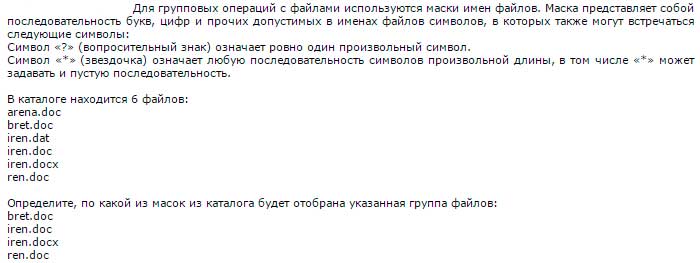 Для групповых операций с файлами используются маски имен файлов. Маска представляет собой
последовательность букв, цифр и прочих допустимых в именах файлов символов, в которых также могут встречаться
следующие символы:
Символ «?» (вопросительный знак) означает ровно один произвольный символ.
Символ «*» (звездочка) означает любую последовательность символов произвольной длины, в том числе «*» может
задавать и пустую последовательность.
В каталоге находится 6 файлов:
arena.doc
bret.doc
iren.dat
iren.doc
iren.docx
ren.doc
Определите, по какой из масок из каталога будет отобрана указанная группа файлов:
bret.doc
iren.doc
iren.docx
ren.doc